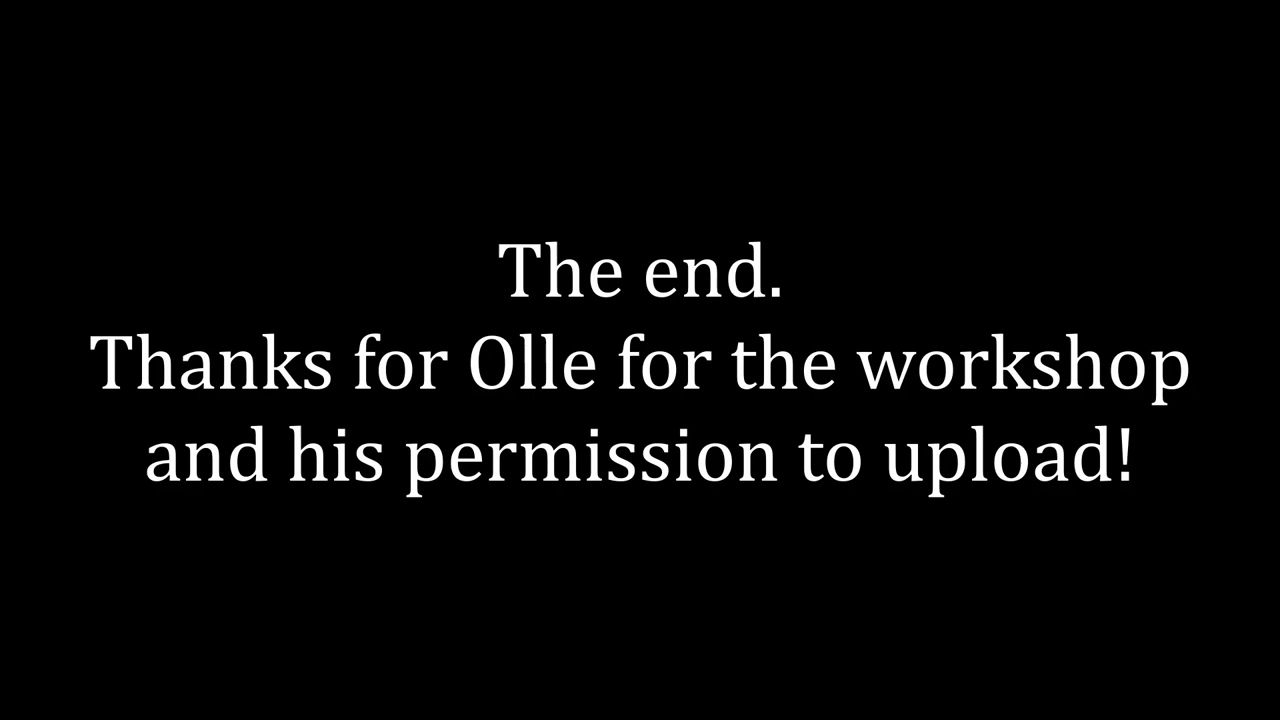 The end.
Thanks for Olle for the workshop
and his permission to upload!